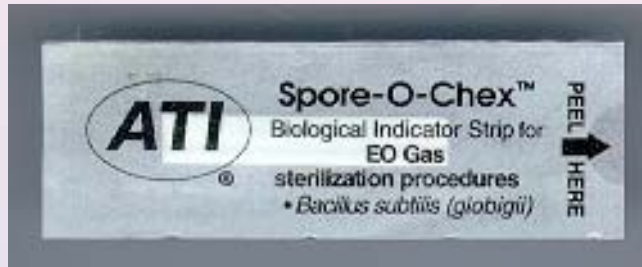 ATI
®
Spore-O-Chex™
Biological Indicator Strip for
EO Gas
sterilization procedures
• Bacillus subtilis (globigii)
PEEL HERE